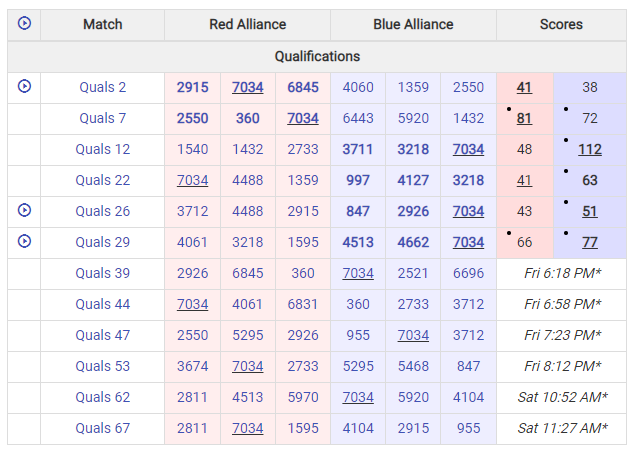 Match Red Alliance Blue Alliance Scores
Qualifications
Quals 2 2915 7034 6845 4060 1359 2550 41 38
Quals 7 2550 360 7034 6443 5920 1432 81 72
Quals 12 1540 1432 2733 3711 3218 7034 48 112
Quals 22 7034 4488 1359 997 4127 3218 41 63
Quals 26 3712 4488 2915 847 2926 7034 43 51
Quals 29 4061 3218 1595 4513 4662 7034 66 77
Quals 39 2926 6845 360 7034 2521 6696 Fri 6:18 PM*
Quals 44 7034 4061 6831 360 2733 3712 Fri 6:58 PM*
Quals 47 2550 5295 2926 955 7034 3712 Fri 7:23 PM*
Quals 53 3674 7034 2733 5295 5468 847 Fri 8:12 PM*
Quals 62 2811 4513 5970 7034 5920 4104 Sat 10:52 AM*
Quals 67 2811 7034 1595 4104 2915 955 Sat 11:27 AM*